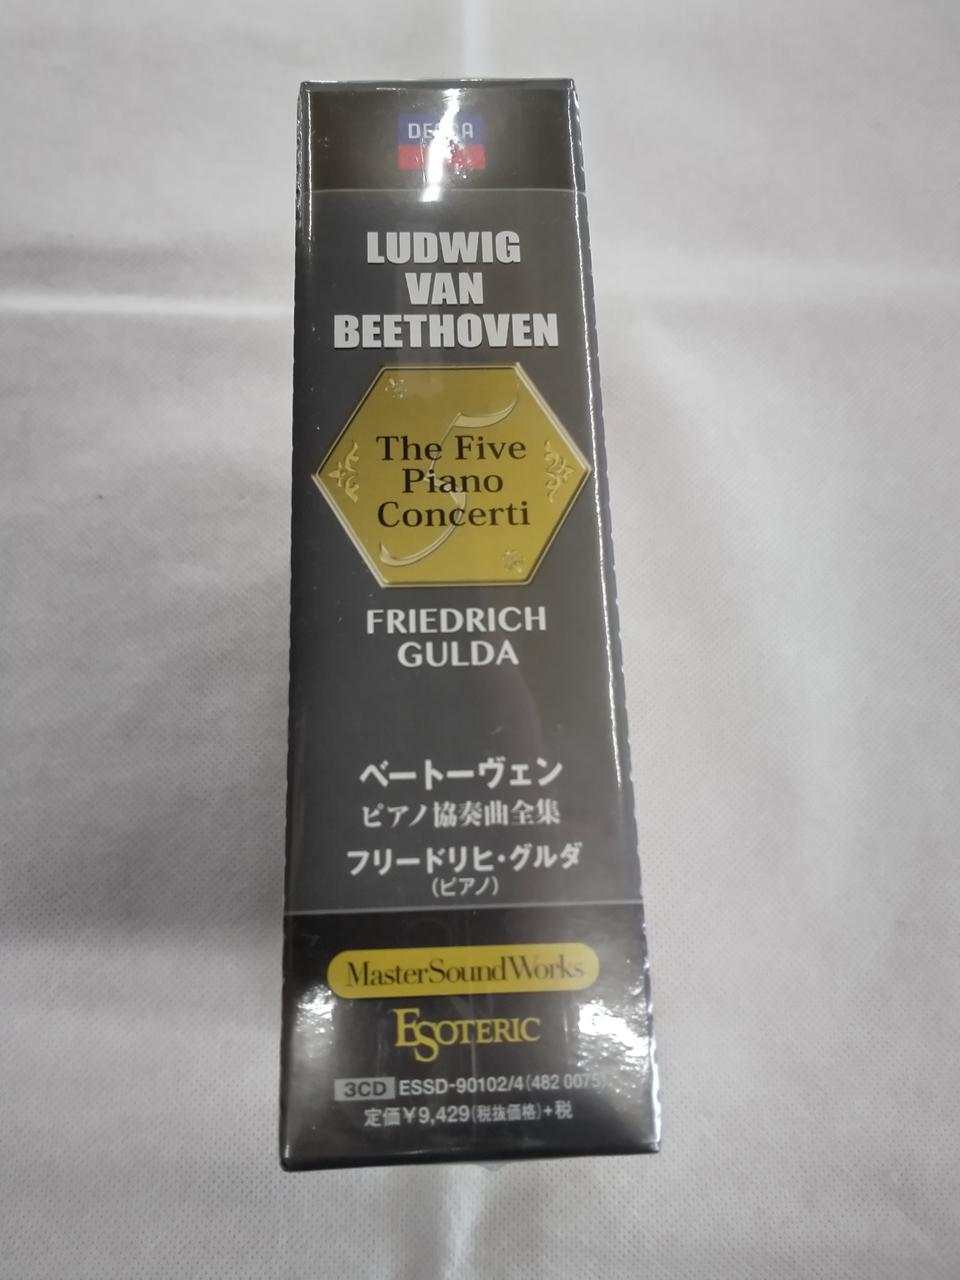 DECCA
LUDWIG
VAN
BEETHOVEN
The Five
Piano
Concerti
FRIEDRICH
GULDA
ベートーヴェン
ピアノ協奏曲全集
フリードリヒ・グルダ
(ピアノ)
MasterSoundWorks
ESOTERIC
3CD ESSD-90102/4(482 0075)
定価￥9,429(税抜価格)+税